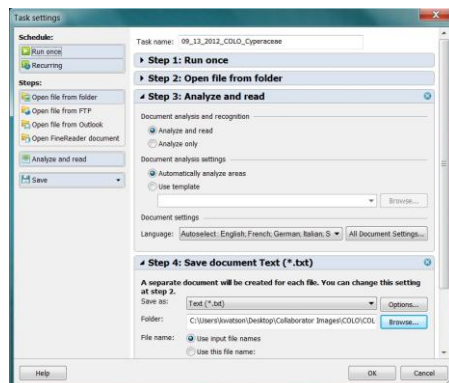 Task settings
Schedule:
Run once
Recurring
Steps:
Open file from folder
Open file from FTP
Open file from Outlook
Open FineReader document
Analyze and read
Save
Task name: 09_13_2012_COLO_Cyperaceae
Step 1: Run once
Step 2: Open file from folder
Step 3: Analyze and read
Document analysis and recognition
Analyze and read
Analyze only
Document analysis settings
Automatically analyze areas
Use template
Browse...
Document settings
Language: Autoselect: English; French; German; Italian; S All Document Settings...
Step 4: Save document Text (*.txt)
A separate document will be created for each file. You can change this setting
at step 2.
Save as: Text (*.txt) Options...
Folder: C:\Users\kwatson\Desktop\Collaborator Images\COLO\COL Browse...
File name: Use input file names
Use this file name:
Help OK Cancel